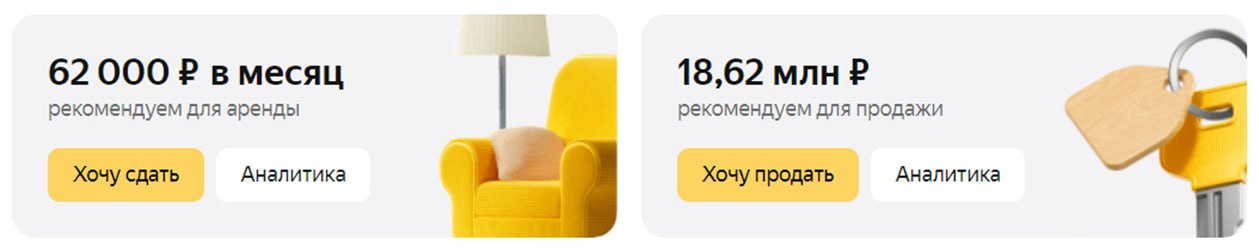 62 000 ₽ в месяц
рекомендуем для аренды
Хочу сдать
Аналитика
18,62 млн ₽
рекомендуем для продажи
Хочу продать
Аналитика